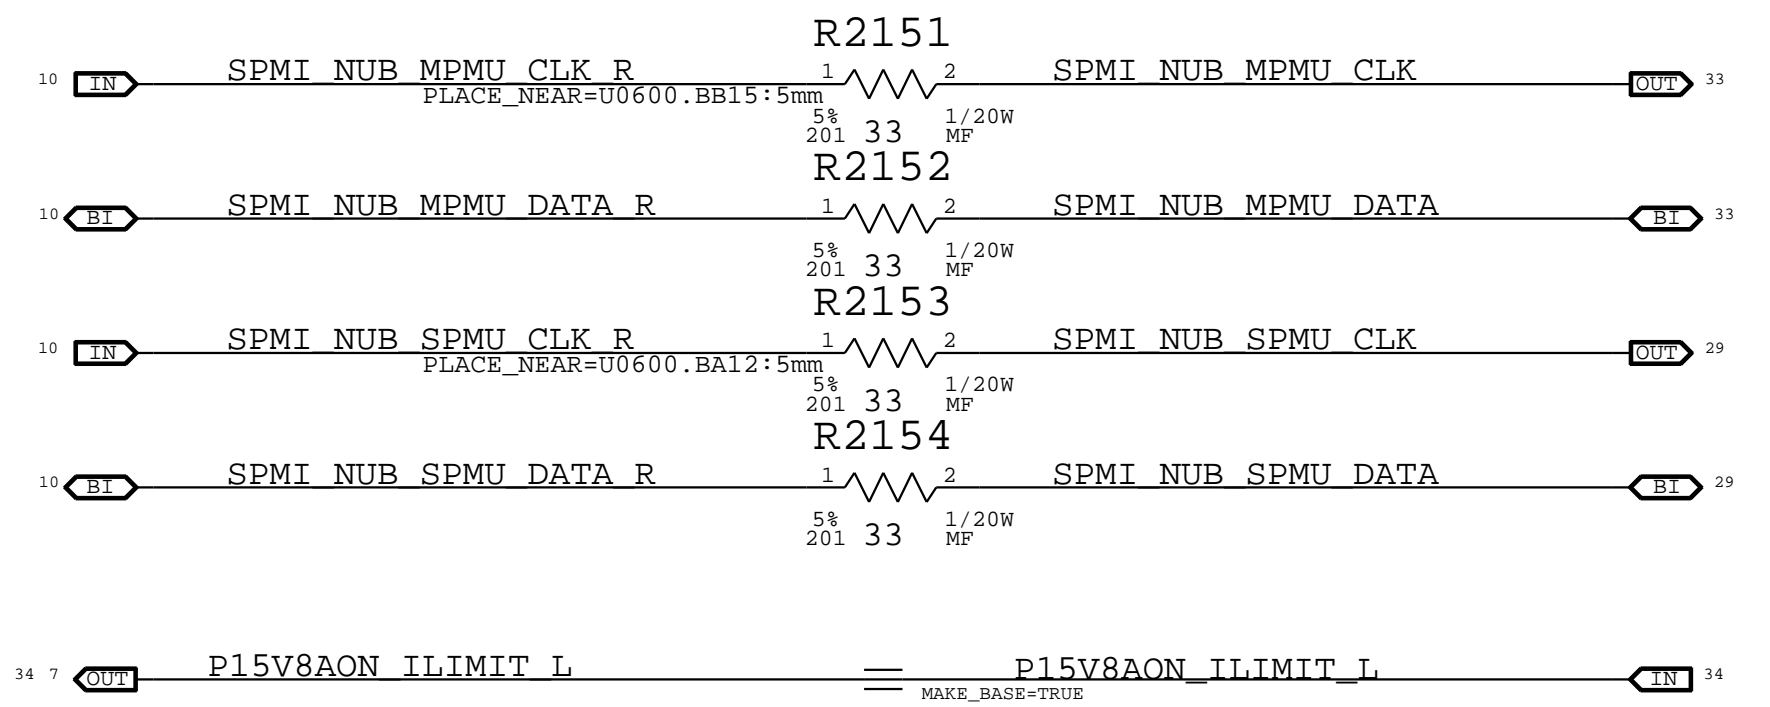 R2151
10 IN SPMI_NUB_MPMU_CLK_R 1 2 SPMI_NUB_MPMU_CLK OUT 33
PLACE_NEAR=U0600.BB15:5mm
5% 1/20W
201 33 MF
R2152
10 BI SPMI_NUB_MPMU_DATA_R 1 2 SPMI_NUB_MPMU_DATA BI 33
5% 1/20W
201 33 MF
R2153
10 IN SPMI_NUB_SPMU_CLK_R 1 2 SPMI_NUB_SPMU_CLK OUT 29
PLACE_NEAR=U0600.BA12:5mm
5% 1/20W
201 33 MF
R2154
10 BI SPMI_NUB_SPMU_DATA_R 1 2 SPMI_NUB_SPMU_DATA BI 29
5% 1/20W
201 33 MF
34 7 OUT P15V8AON_ILIMIT_L P15V8AON_ILIMIT_L IN 34
MAKE_BASE=TRUE